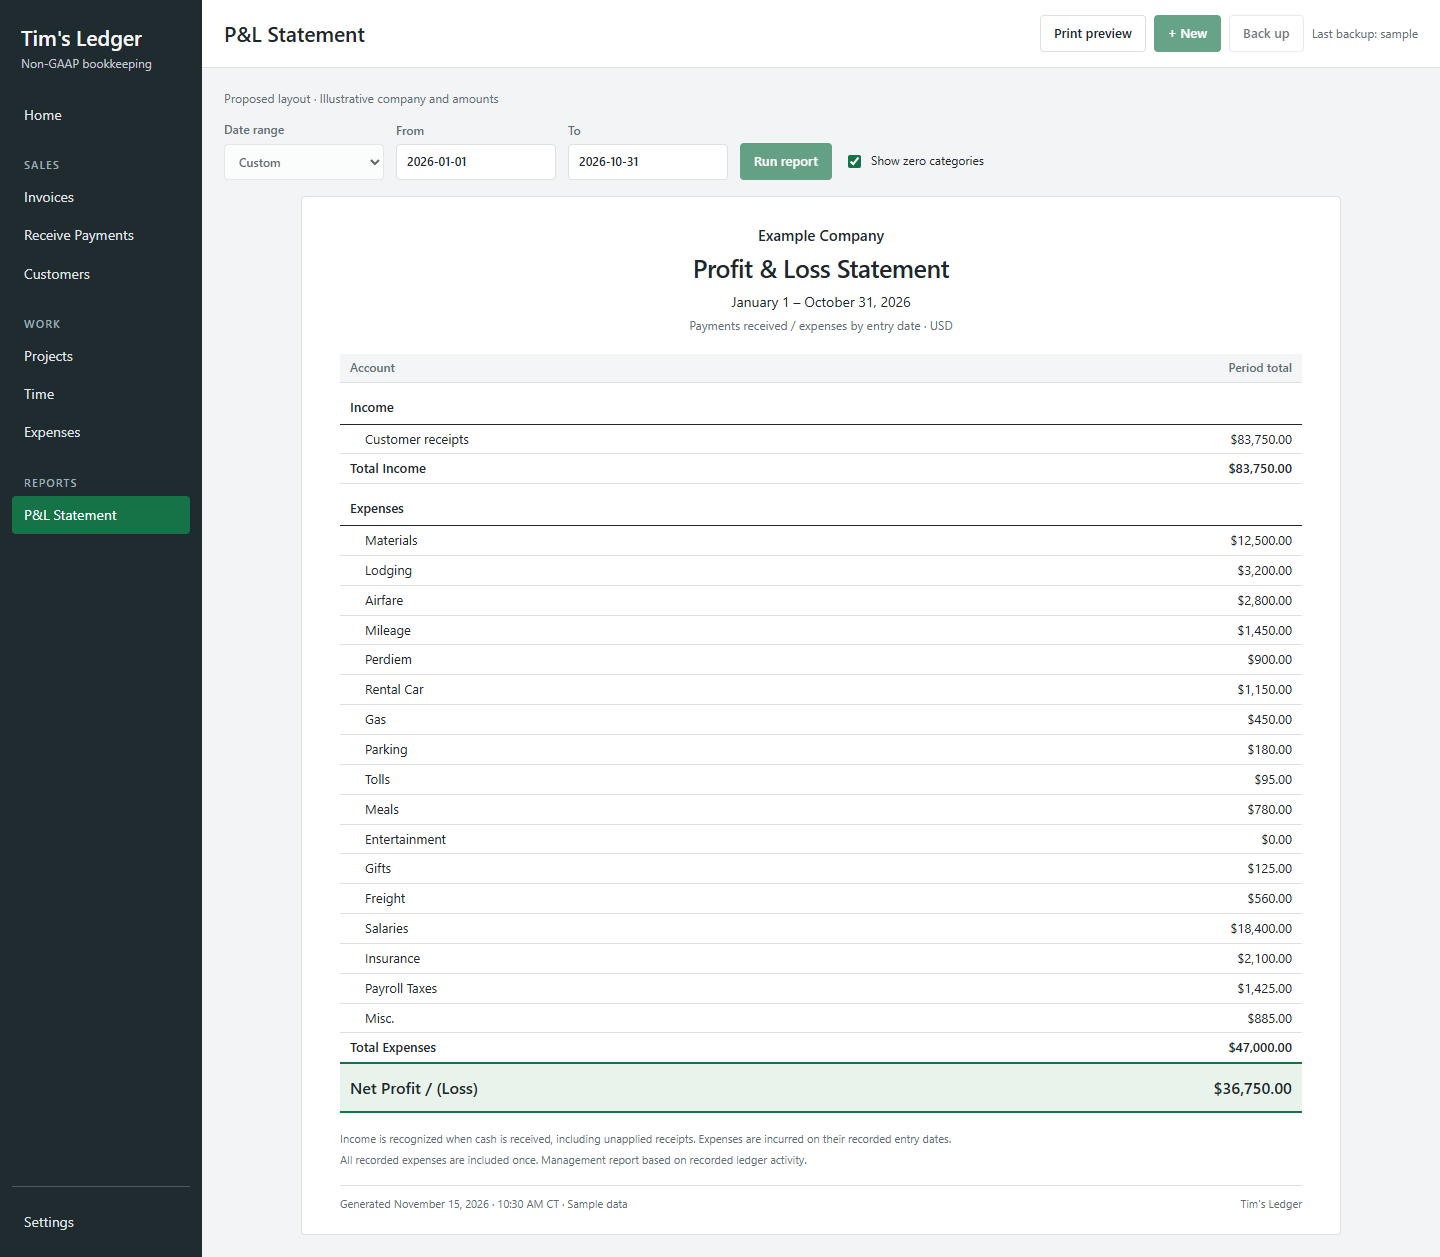 Tim's Ledger
Non-GAAP bookkeeping
Home
SALES
Invoices
Receive Payments
Customers
WORK
Projects
Time
Expenses
REPORTS
P&L Statement
Settings
P&L Statement
Print preview
+ New
Back up
Last backup: sample
Proposed layout · Illustrative company and amounts
Date range
From
To
Custom
2026-01-01
2026-10-31
Run report
Show zero categories
Example Company
Profit & Loss Statement
January 1 – October 31, 2026
Payments received / expenses by entry date · USD
Account Period total
Income
Customer receipts $83,750.00
Total Income $83,750.00
Expenses
Materials $12,500.00
Lodging $3,200.00
Airfare $2,800.00
Mileage $1,450.00
Perdiem $900.00
Rental Car $1,150.00
Gas $450.00
Parking $180.00
Tolls $95.00
Meals $780.00
Entertainment $0.00
Gifts $125.00
Freight $560.00
Salaries $18,400.00
Insurance $2,100.00
Payroll Taxes $1,425.00
Misc. $885.00
Total Expenses $47,000.00
Net Profit / (Loss) $36,750.00
Income is recognized when cash is received, including unapplied receipts. Expenses are incurred on their recorded entry dates.
All recorded expenses are included once. Management report based on recorded ledger activity.
Generated November 15, 2026 · 10:30 AM CT · Sample data
Tim's Ledger